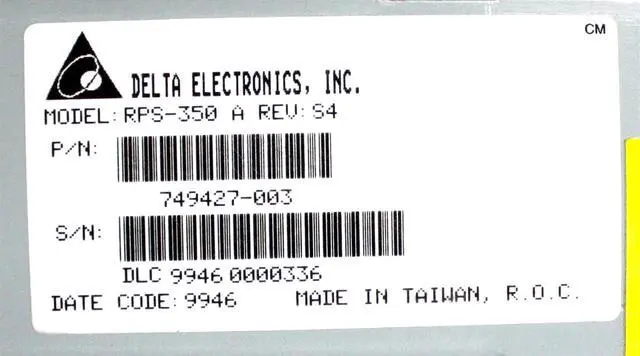 CM
DELTA ELECTRONICS, INC.
MODEL: RPS-350 A REV: S4
P/N:
749427-003
S/N:
DLC 9946 0000336
DATE CODE: 9946 MADE IN TAIWAN, R.O.C.